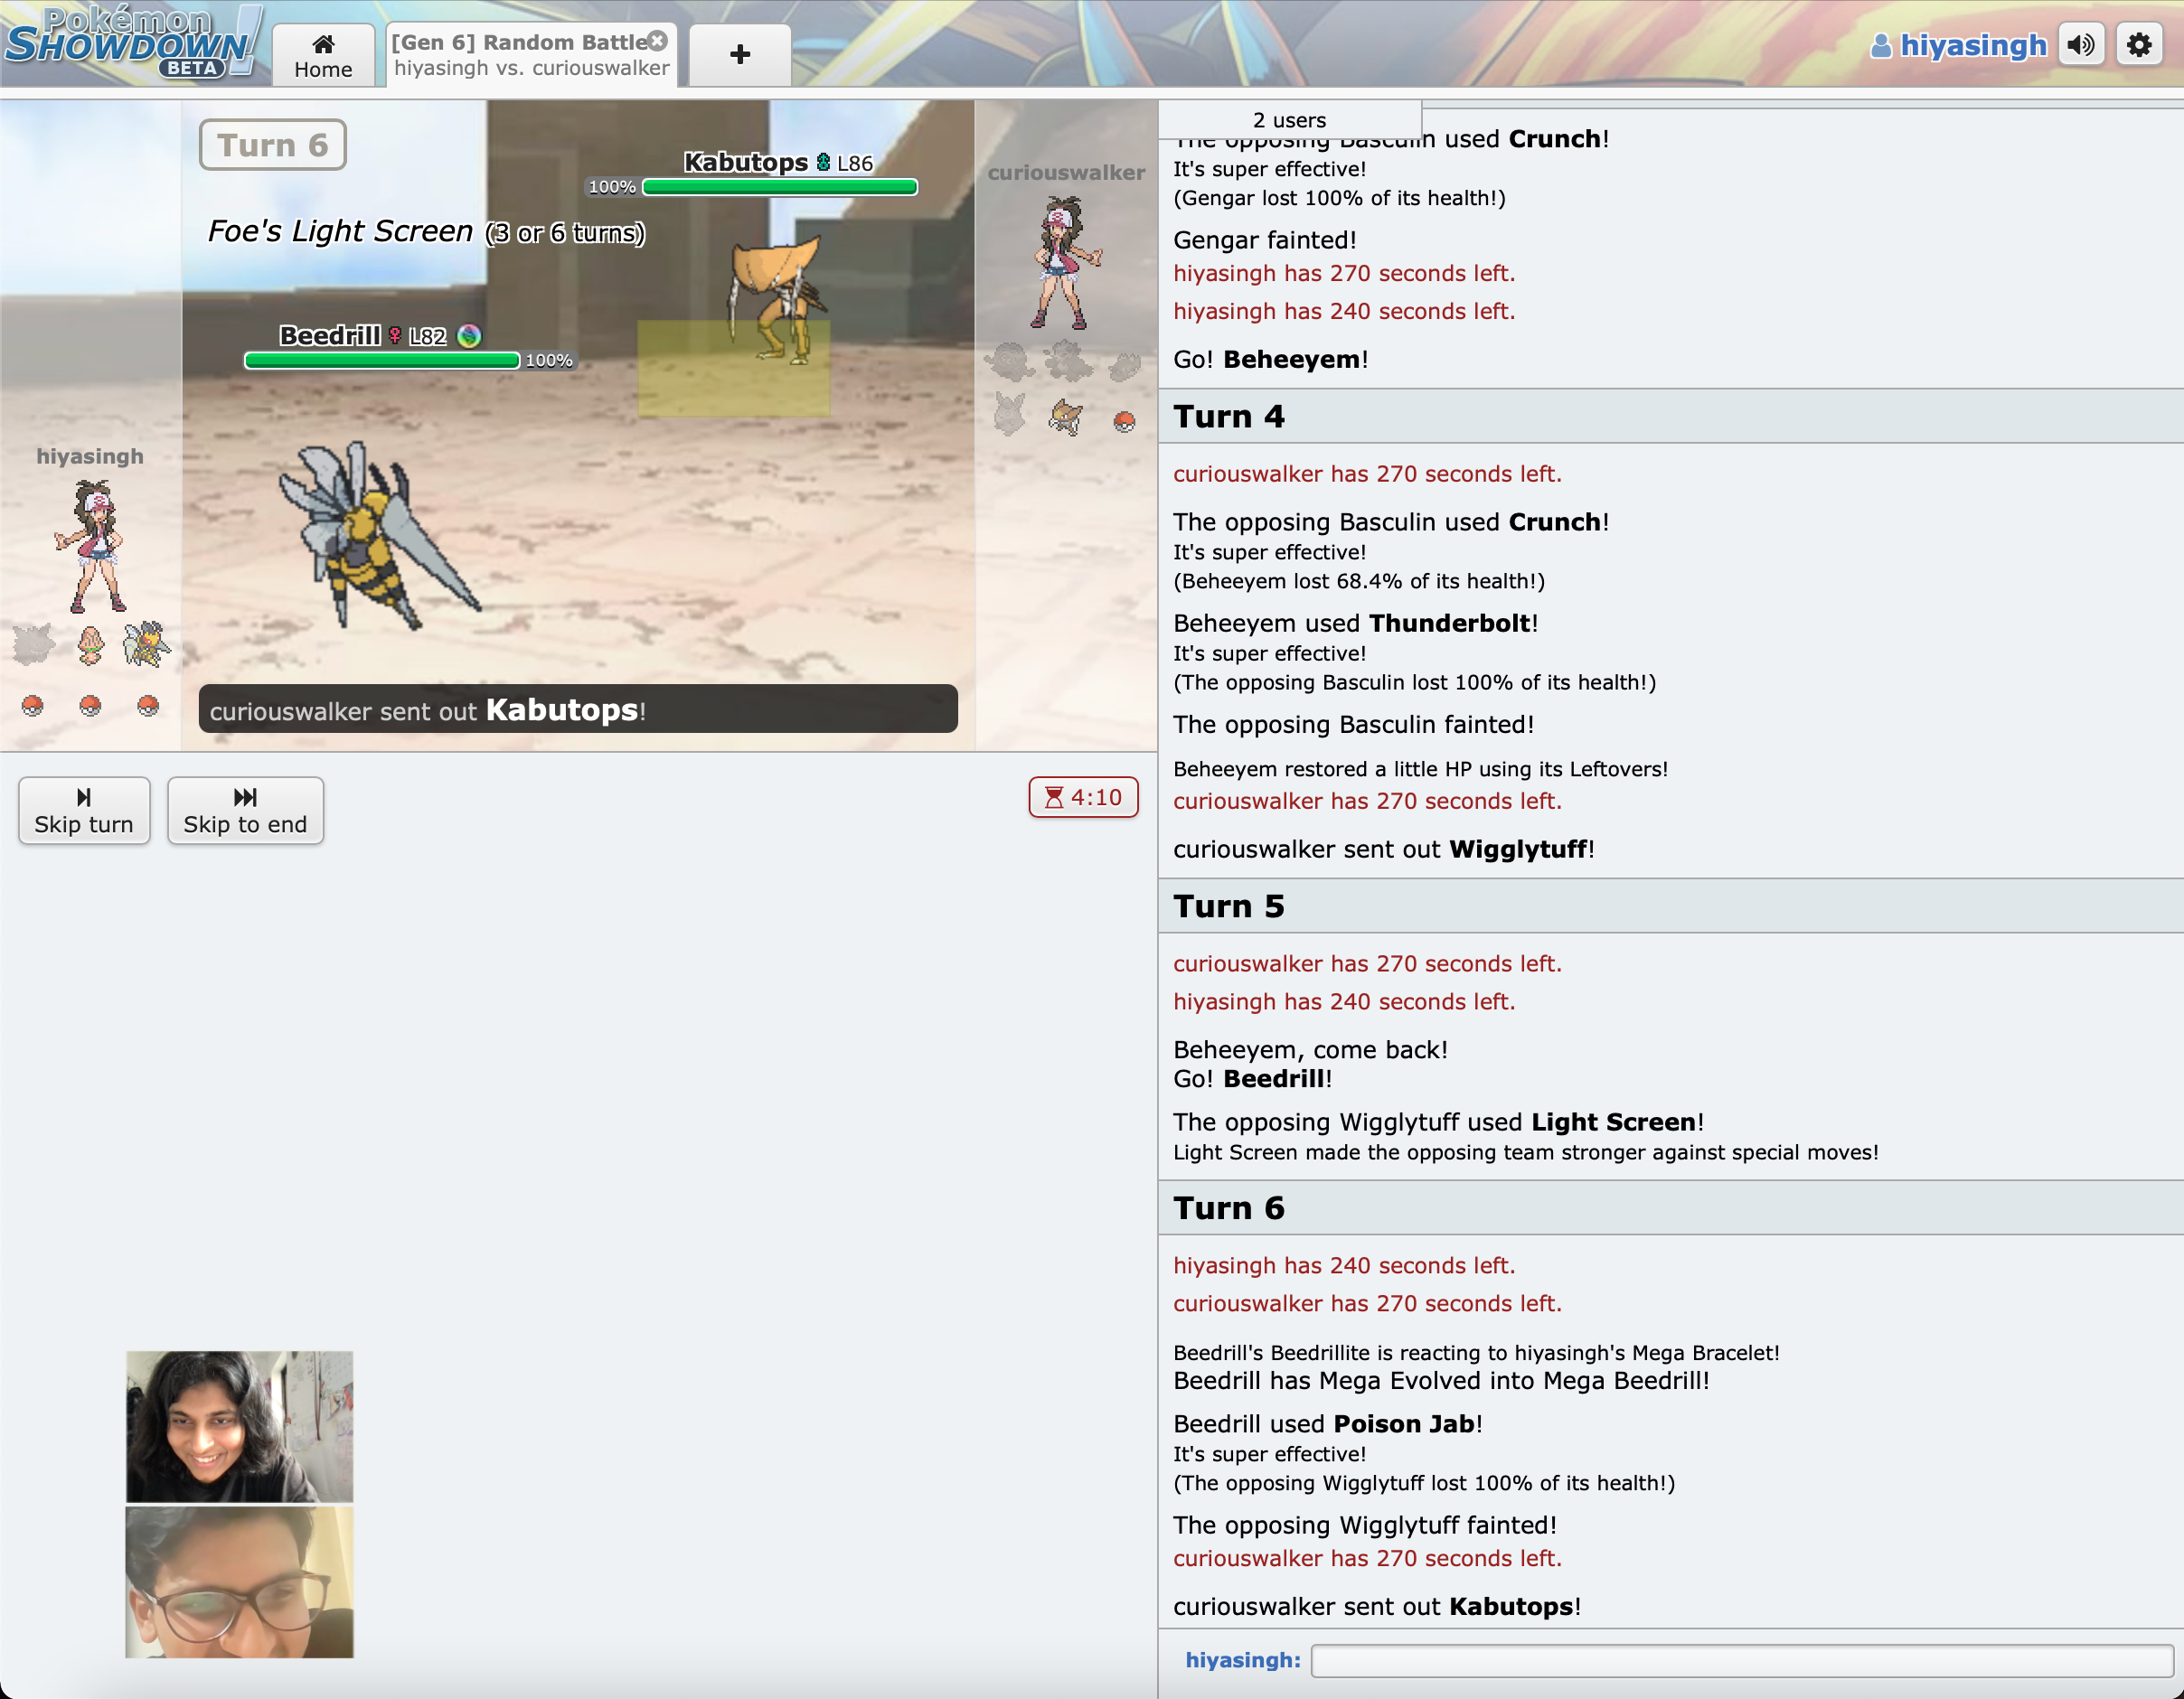 Pokémon
SHOWDOWN!
BETA
Home
[Gen 6] Random Battle
hiyasingh vs. curiouswalker
+
hiyasingh
Turn 6
Kabutops L86
100%
Foe's Light Screen (3 or 6 turns)
Beedrill ♀ L82
100%
curiouswalker
hiyasingh
curiouswalker sent out Kabutops!
Skip turn
Skip to end
4:10
2 users
The opposing Basculin used Crunch!
It's super effective!
(Gengar lost 100% of its health!)
Gengar fainted!
hiyasingh has 270 seconds left.
hiyasingh has 240 seconds left.
Go! Beheeyem!
Turn 4
curiouswalker has 270 seconds left.
The opposing Basculin used Crunch!
It's super effective!
(Beheeyem lost 68.4% of its health!)
Beheeyem used Thunderbolt!
It's super effective!
(The opposing Basculin lost 100% of its health!)
The opposing Basculin fainted!
Beheeyem restored a little HP using its Leftovers!
curiouswalker has 270 seconds left.
curiouswalker sent out Wigglytuff!
Turn 5
curiouswalker has 270 seconds left.
hiyasingh has 240 seconds left.
Beheeyem, come back!
Go! Beedrill!
The opposing Wigglytuff used Light Screen!
Light Screen made the opposing team stronger against special moves!
Turn 6
hiyasingh has 240 seconds left.
curiouswalker has 270 seconds left.
Beedrill's Beedrillite is reacting to hiyasingh's Mega Bracelet!
Beedrill has Mega Evolved into Mega Beedrill!
Beedrill used Poison Jab!
It's super effective!
(The opposing Wigglytuff lost 100% of its health!)
The opposing Wigglytuff fainted!
curiouswalker has 270 seconds left.
curiouswalker sent out Kabutops!
hiyasingh: